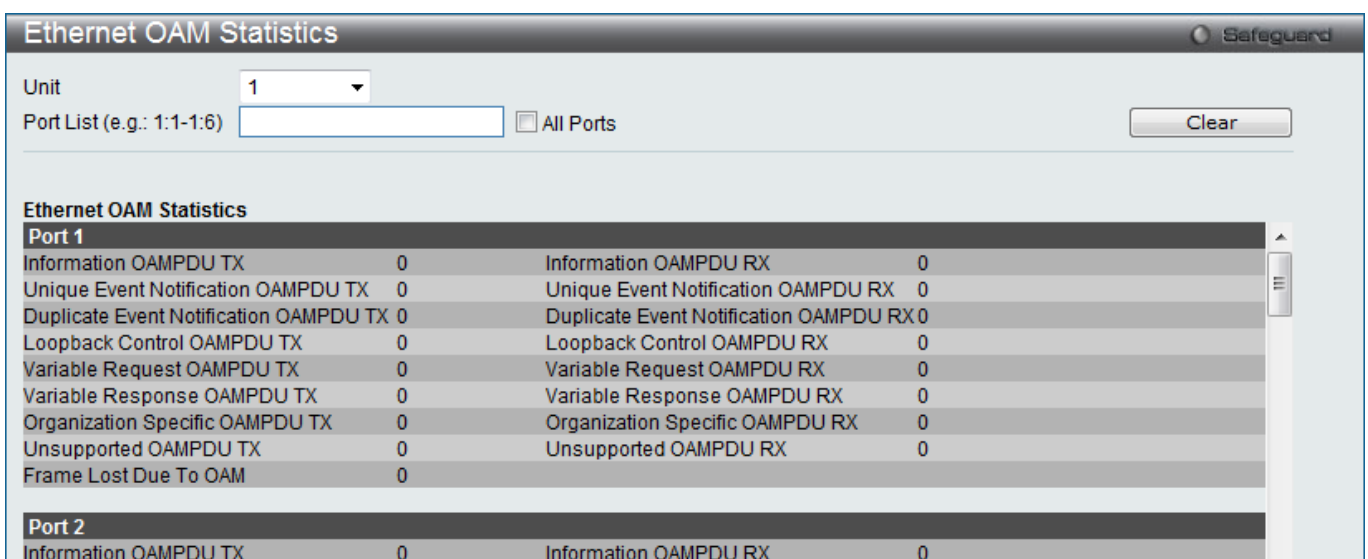 Ethernet OAM Statistics
Safeguard
Unit 1
Port List (e.g.: 1:1-1:6) All Ports Clear
Ethernet OAM Statistics
Port 1
Information OAMPDU TX 0 Information OAMPDU RX 0
Unique Event Notification OAMPDU TX 0 Unique Event Notification OAMPDU RX 0
Duplicate Event Notification OAMPDU TX 0 Duplicate Event Notification OAMPDU RX 0
Loopback Control OAMPDU TX 0 Loopback Control OAMPDU RX 0
Variable Request OAMPDU TX 0 Variable Request OAMPDU RX 0
Variable Response OAMPDU TX 0 Variable Response OAMPDU RX 0
Organization Specific OAMPDU TX 0 Organization Specific OAMPDU RX 0
Unsupported OAMPDU TX 0 Unsupported OAMPDU RX 0
Frame Lost Due To OAM 0
Port 2
Information OAMPDU TX 0 Information OAMPDU RX 0